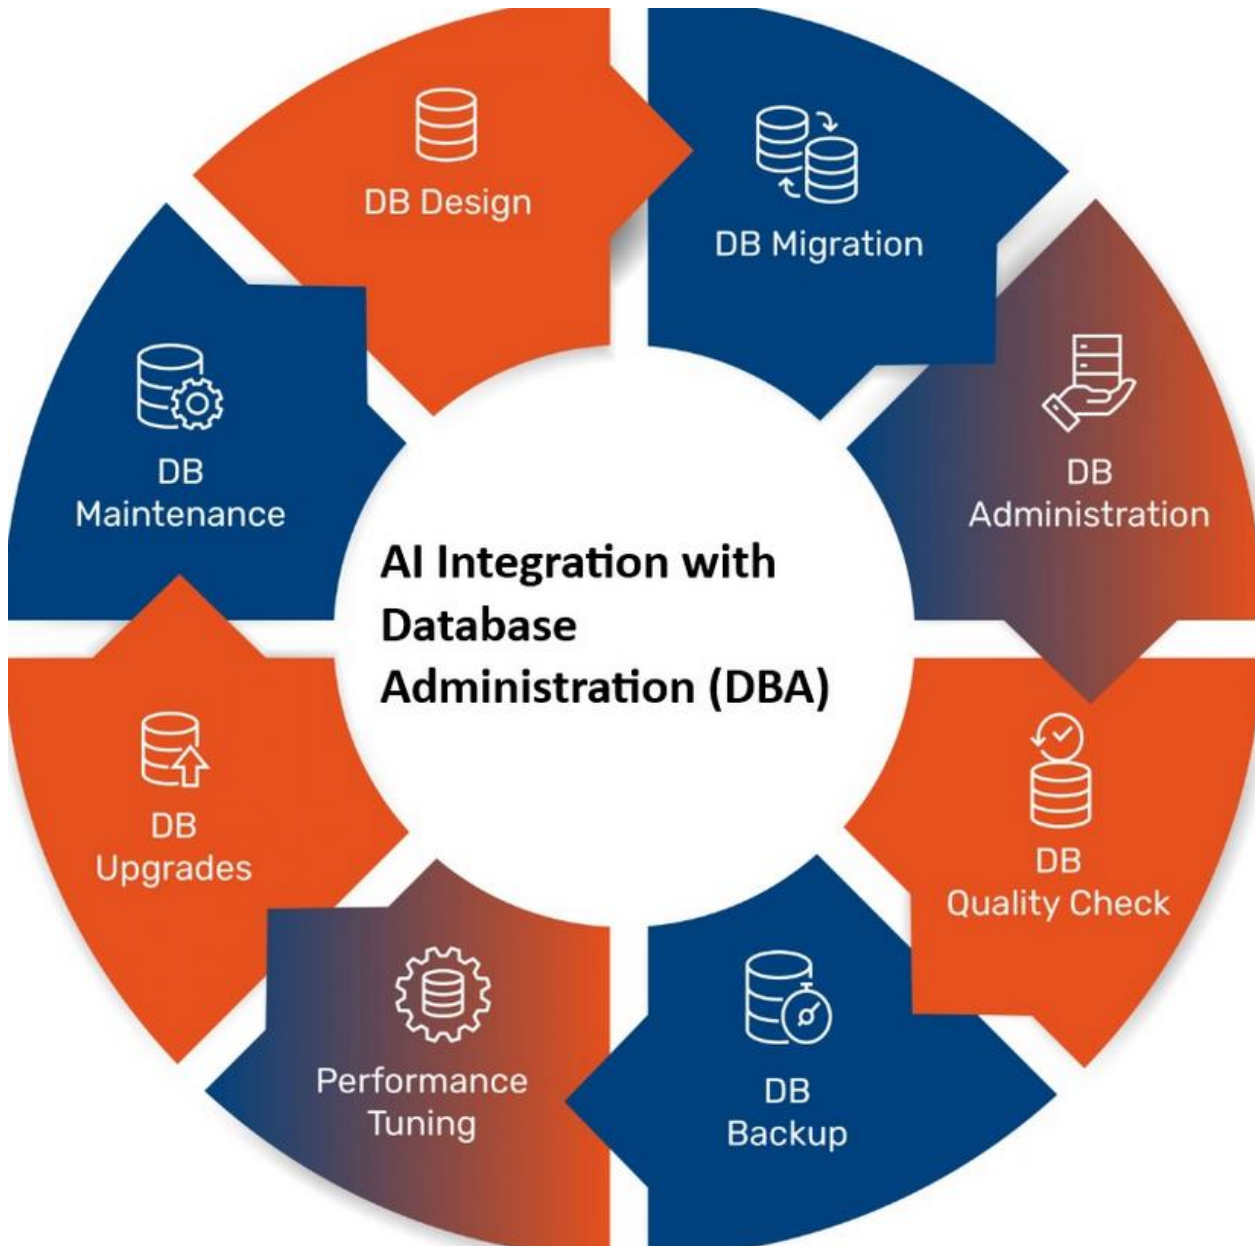 DB Design
DB Migration
DB
Administration
DB
Quality Check
DB
Backup
Performance
Tuning
DB
Upgrades
DB
Maintenance
AI Integration with
Database
Administration (DBA)